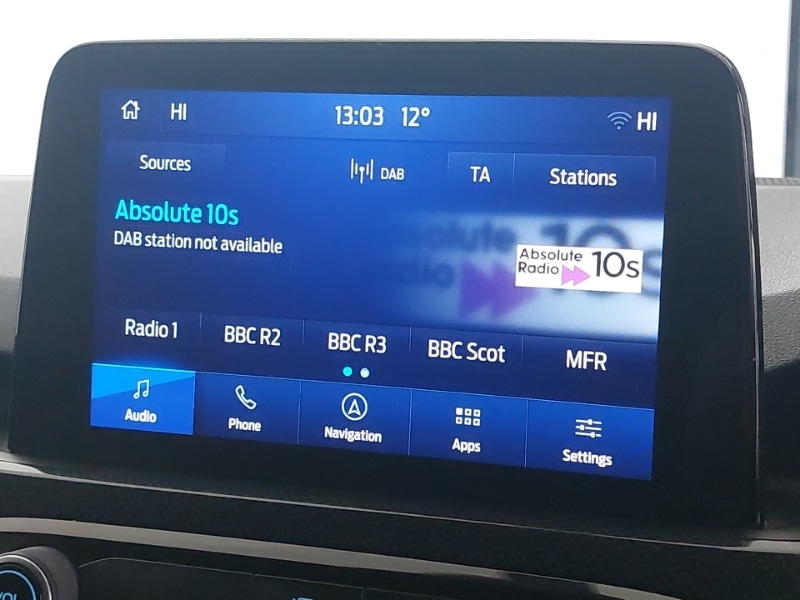 HI 13:03 12° HI
Sources DAB TA Stations
Absolute 10s
DAB station not available
Absolute
Radio 10s
Radio 1 BBC R2 BBC R3 BBC Scot MFR
Audio Phone Navigation Apps Settings
VOL